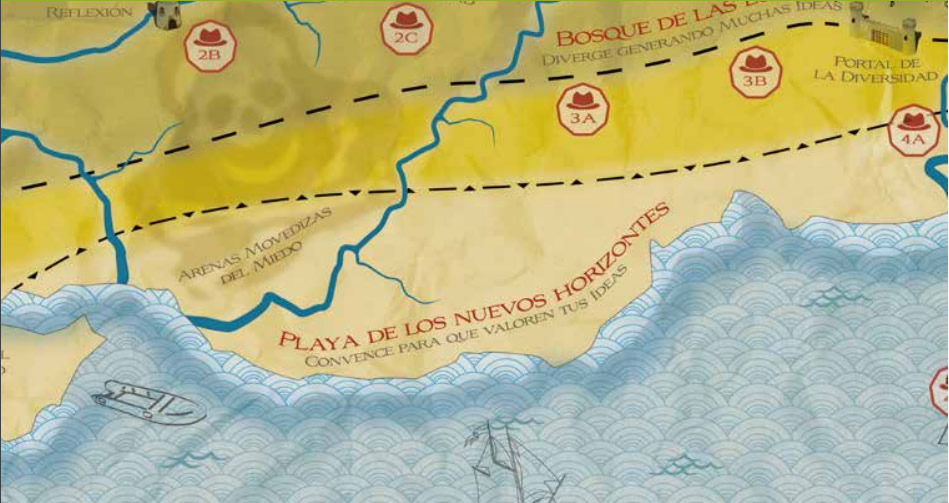 REFLEXIÓN
2B
2C
BOSQUE DE LAS
DIVERGE GENERANDO MUCHAS IDEAS
3A
3B
PORTAL DE
LA DIVERSIDAD
4A
ARENAS MOVEDIZAS
DEL MIEDO
PLAYA DE LOS NUEVOS HORIZONTES
CONVENCE PARA QUE VALOREN TUS IDEAS